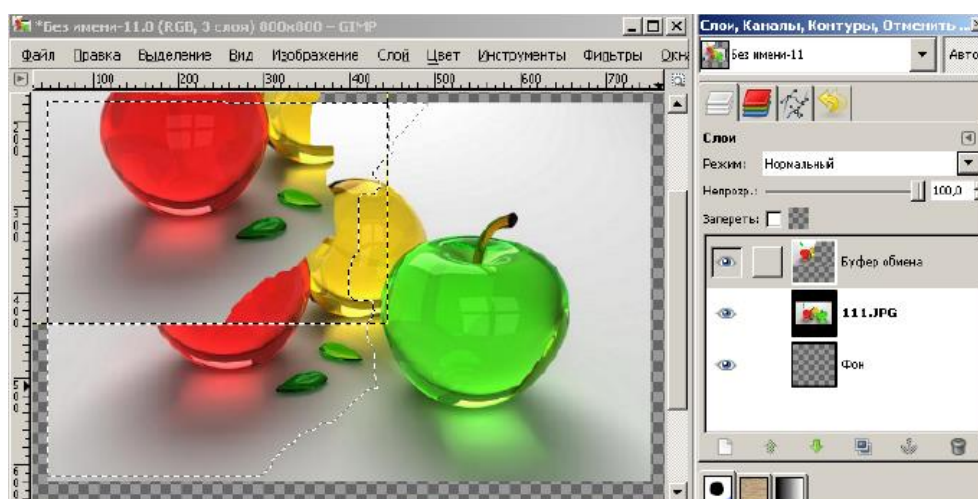 *Без имени-11.0 (RGB, 3 слоя) 800x800 – GIMP
Файл Правка Выделение Вид Изображение Слой Цвет Инструменты Фильтры Окна
100 200 300 400 500 600 700
Слои, Каналы, Контуры, Отменить ...
Без имени-11
Авто
Слои
Режим: Нормальный
Непрозр.: 100,0
Запереть:
Буфер обмена
111.JPG
Фон